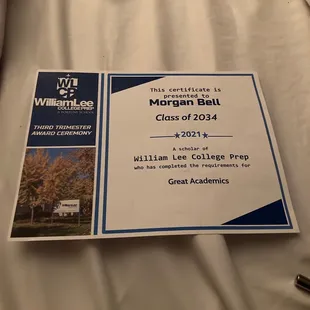 WL
CP
WilliamLee
COLLEGE PREP
THIRD TRIMESTER
AWARD CEREMONY
This certificate is
presented to
Morgan Bell
Class of 2034
2021
A scholar of
William Lee College Prep
who has completed the requirements for
Great Academics